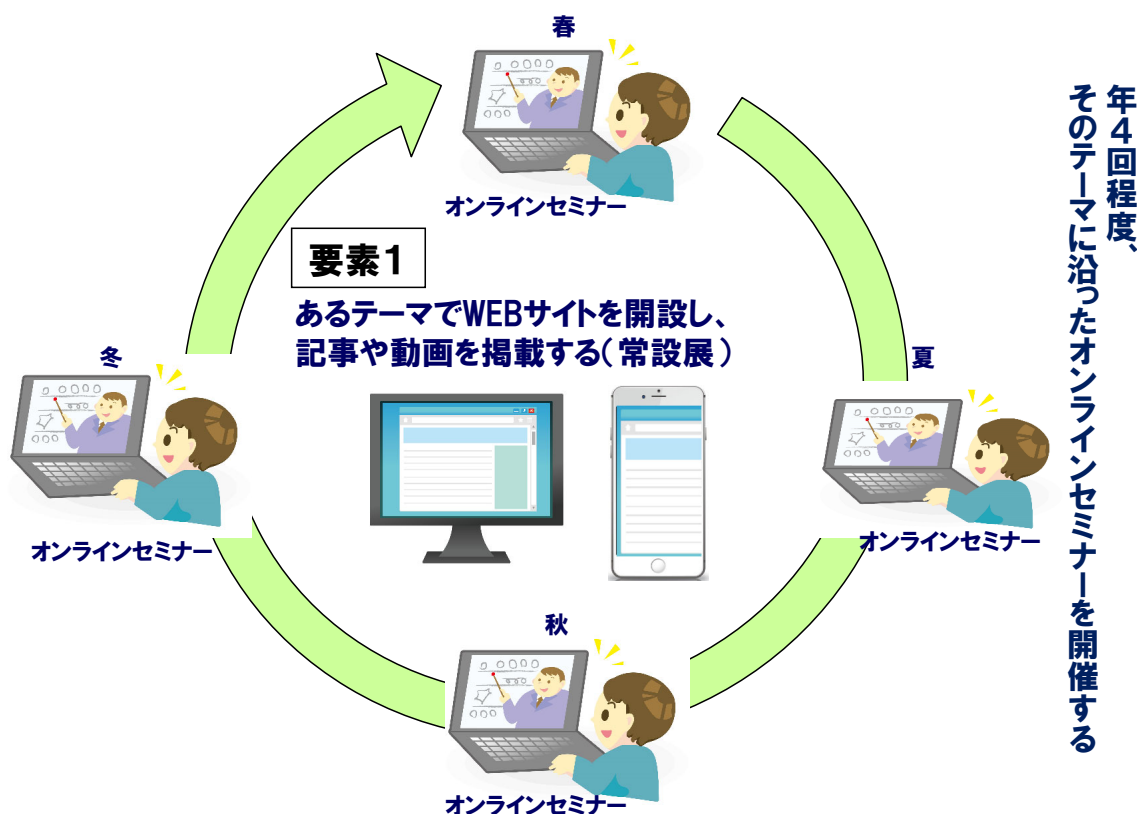 春
オンラインセミナー
要素1
あるテーマでWEBサイトを開設し、
記事や動画を掲載する(常設展)
冬
オンラインセミナー
夏
オンラインセミナー
秋
オンラインセミナー
年4回程度、
そのテーマに沿ったオンラインセミナーを開催する